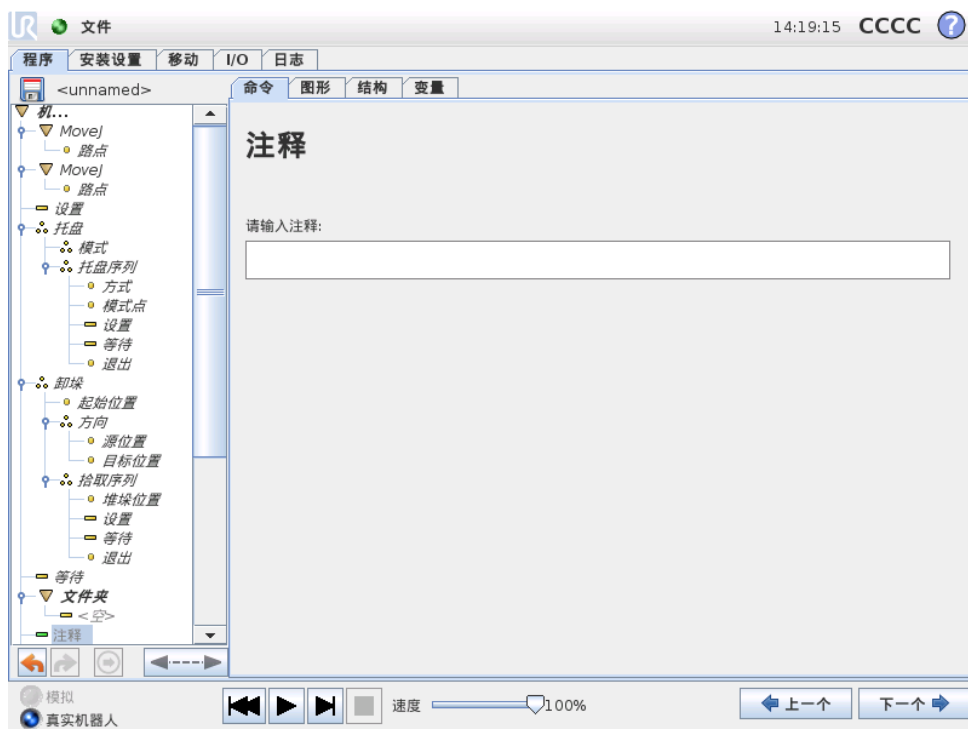 UR 文件 14:19:15 CCCC ?
程序 安装设置 移动 I/O 日志
<unnamed>
命令 图形 结构 变量
机...
MoveJ
路点
MoveJ
路点
设置
托盘
模式
托盘序列
方式
模式点
设置
等待
退出
卸垛
起始位置
方向
源位置
目标位置
拾取序列
堆垛位置
设置
等待
退出
等待
文件夹
<空>
注释
注释
请输入注释:
模拟
真实机器人
速度 100%
上一个 下一个